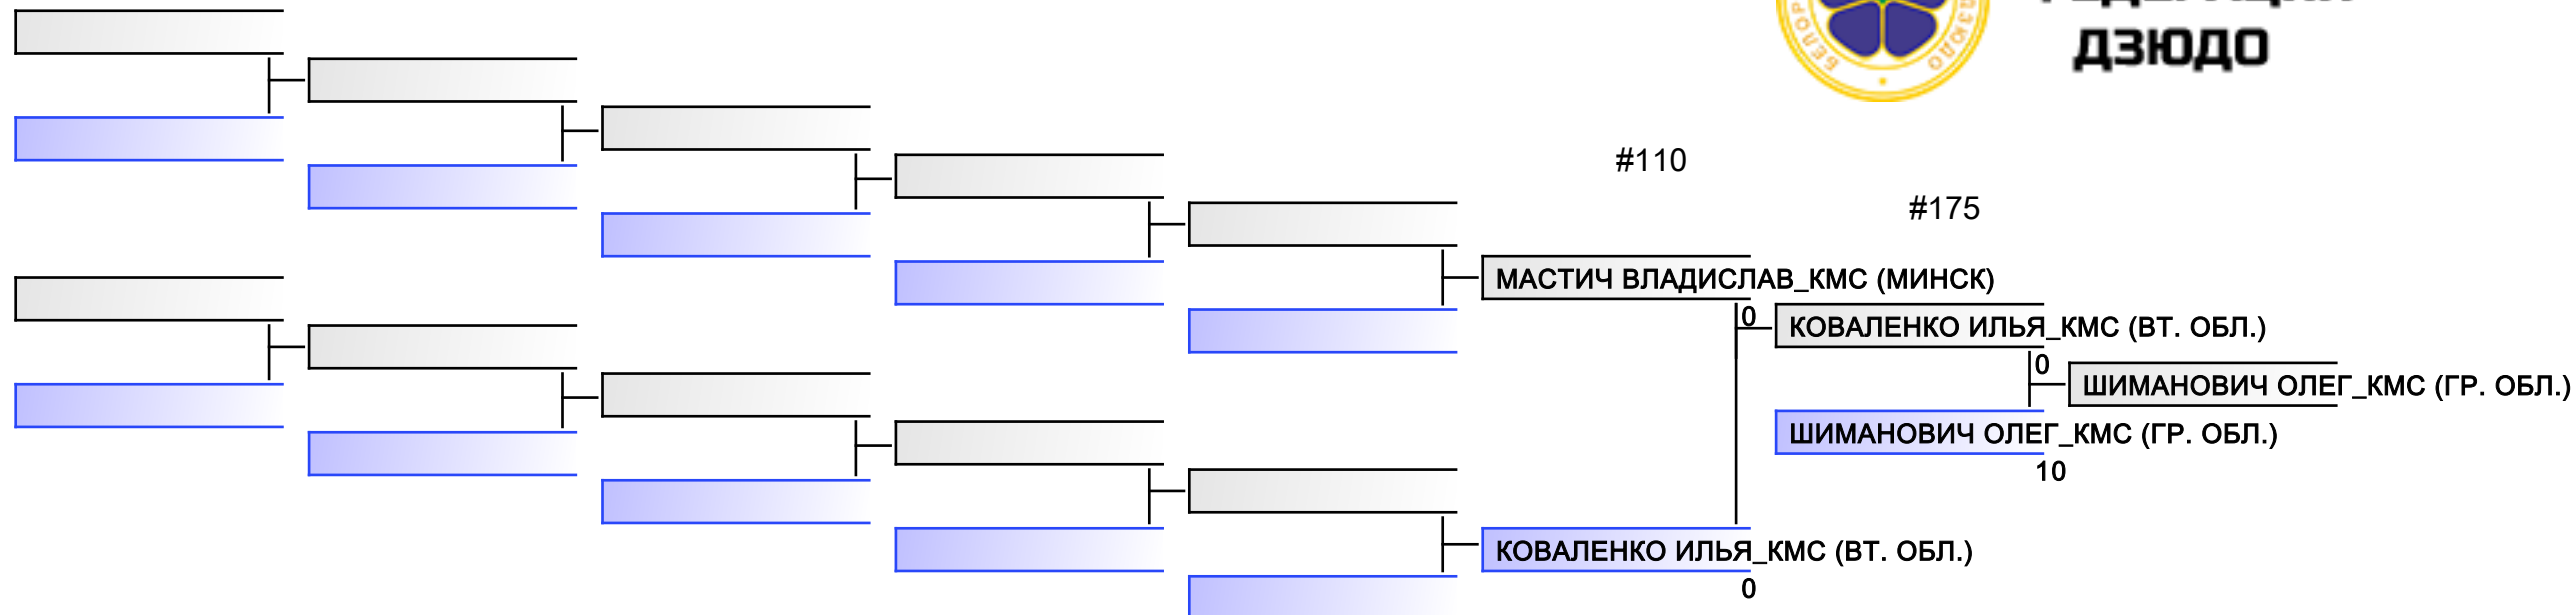 ДЗЮДО
#110
#175
МАСТИЧ ВЛАДИСЛАВ_КМС (МИНСК)
0
КОВАЛЕНКО ИЛЬЯ_КМС (ВТ. ОБЛ.)
0
ШИМАНОВИЧ ОЛЕГ_КМС (ГР. ОБЛ.)
ШИМАНОВИЧ ОЛЕГ_КМС (ГР. ОБЛ.)
10
КОВАЛЕНКО ИЛЬЯ_КМС (ВТ. ОБЛ.)
0